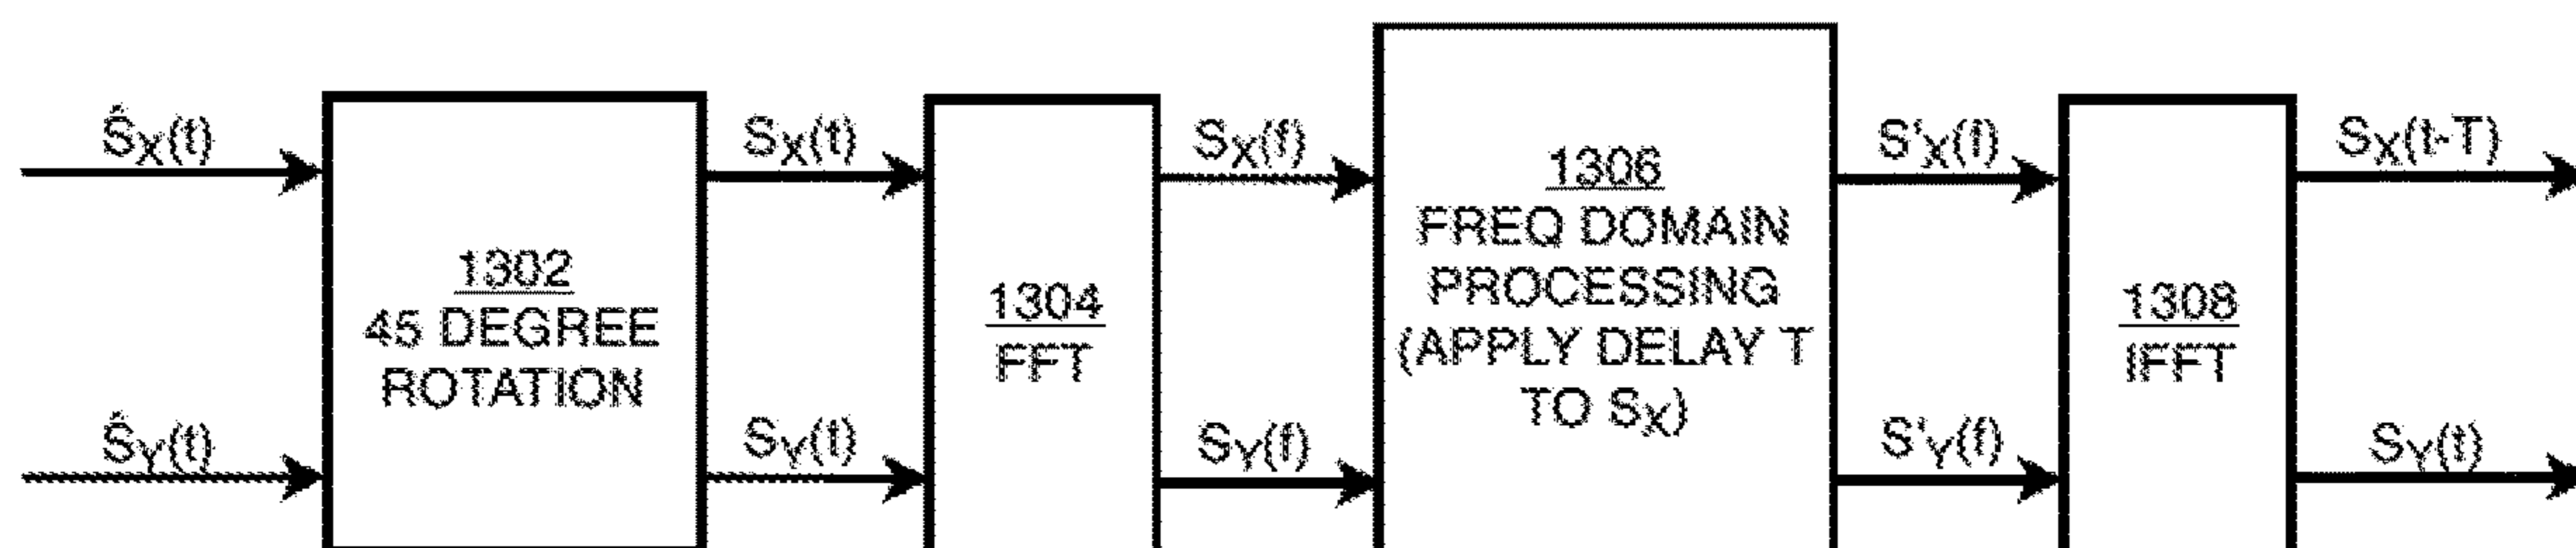 ŜX(t)
SX(t)
SX(f)
S'X(f)
SX(t-T)
1302
45 DEGREE
ROTATION
1304
FFT
1306
FREQ DOMAIN
PROCESSING
(APPLY DELAY T
TO SX)
1308
IFFT
ŜY(t)
SY(t)
SY(f)
S'Y(f)
SY(t)